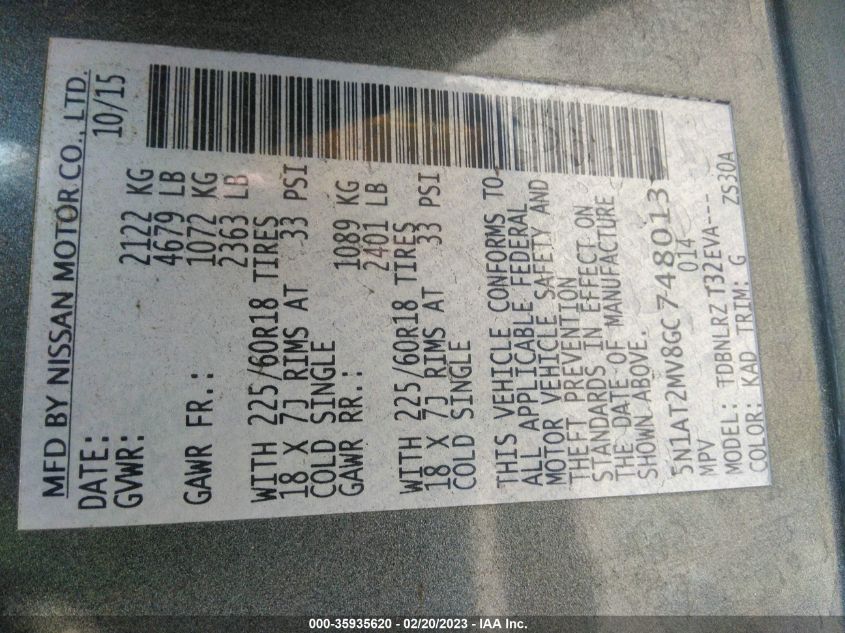 MFD BY NISSAN MOTOR CO., LTD.
DATE: 10/15
GVWR: 2122 KG
4679 LB
GAWR FR.: 1072 KG
2363 LB
WITH 225/60R18 TIRES
18 X 7J RIMS AT 33 PSI
COLD SINGLE
GAWR RR.: 1089 KG
2401 LB
WITH 225/60R18 TIRES
18 X 7J RIMS AT 33 PSI
COLD SINGLE
THIS VEHICLE CONFORMS TO
ALL APPLICABLE FEDERAL
MOTOR VEHICLE SAFETY AND
THEFT PREVENTION
STANDARDS IN EFFECT ON
THE DATE OF MANUFACTURE
SHOWN ABOVE.
5N1AT2MV8GC748013
MPV 014
MODEL: TDBNLRZ T32EVA---
COLOR: KAD TRIM: G ZS30A
000-35935620 - 02/20/2023 - IAA Inc.